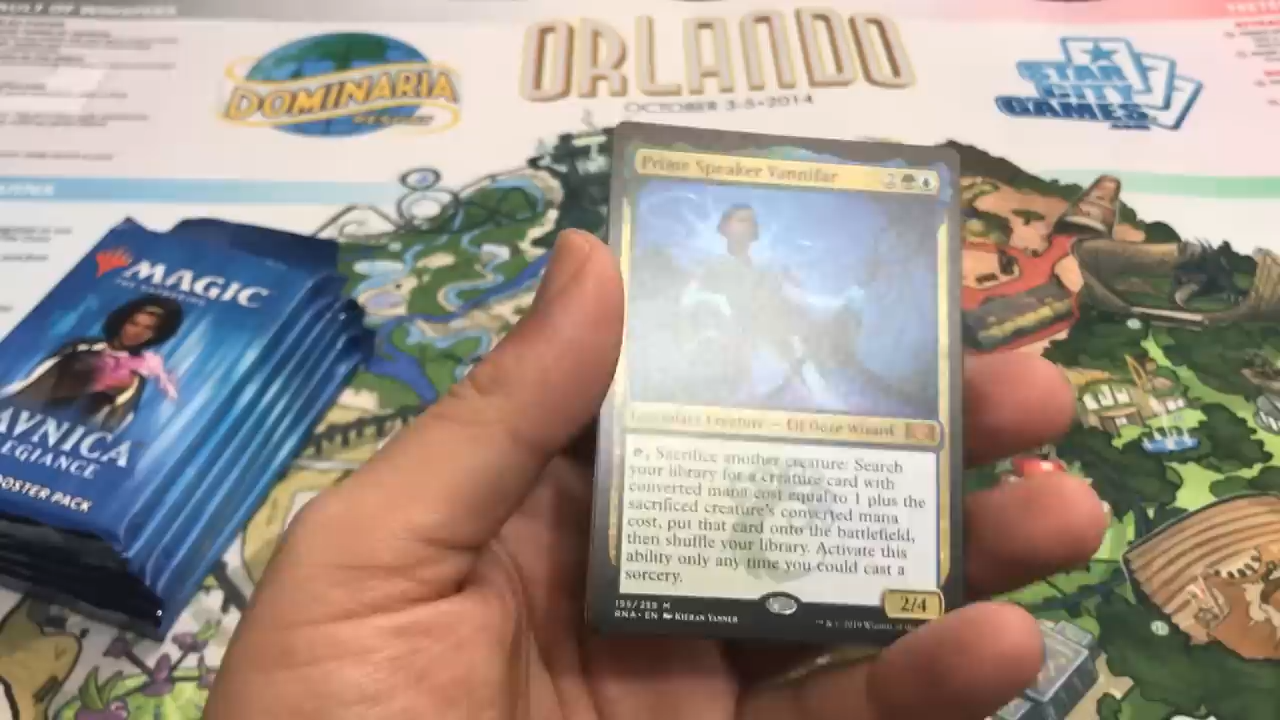 ORLANDO
OCTOBER 3-5-2014
DOMINARIA
RESORT
STAR
CITY
GAMES
MAGIC
THE GATHERING
AVNICA
EGIANCE
OOSTER PACK
Prime Speaker Vannifar
2
Legendary Creature — Elf Ooze Wizard
, Sacrifice another creature: Search
your library for a creature card with
converted mana cost equal to 1 plus the
sacrificed creature's converted mana
cost, put that card onto the battlefield,
then shuffle your library. Activate this
ability only any time you could cast a
sorcery.
2/4
M
RNA • EN KIERAN YANNER
™ & © 2019 Wizards of the